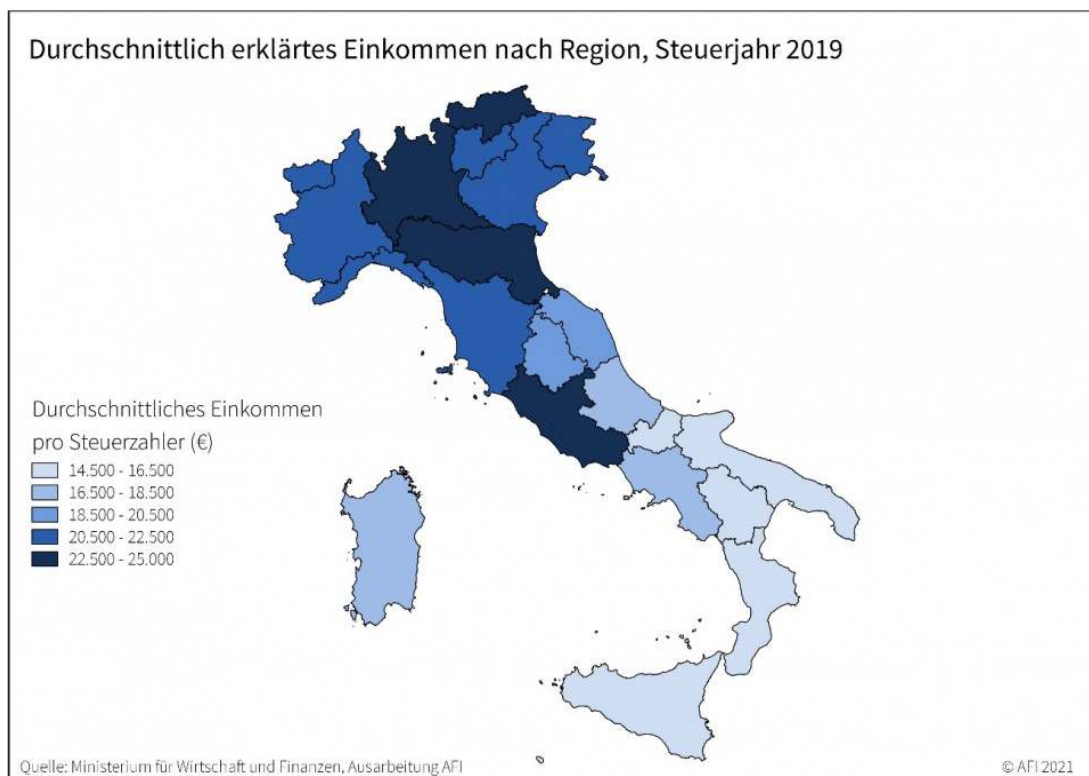 Durchschnittlich erklärtes Einkommen nach Region, Steuerjahr 2019
Durchschnittliches Einkommen
pro Steuerzahler (€)
14.500 - 16.500
16.500 - 18.500
18.500 - 20.500
20.500 - 22.500
22.500 - 25.000
Quelle: Ministerium für Wirtschaft und Finanzen, Ausarbeitung AFI
© AFI 2021